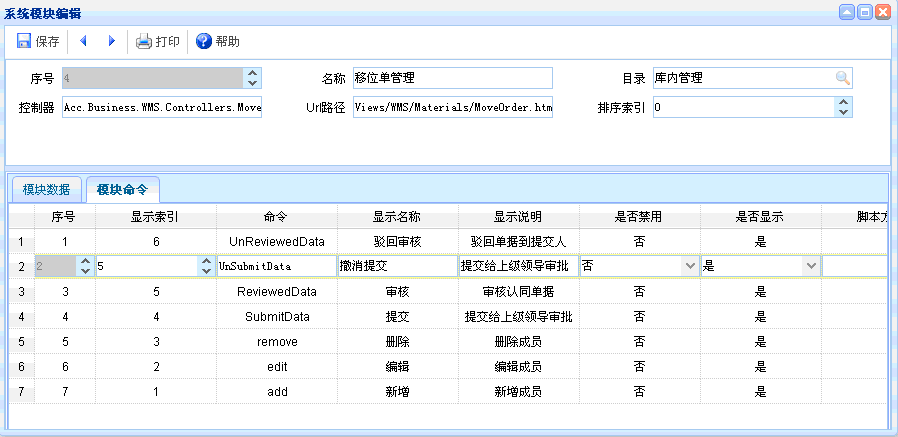 系统模块编辑
保存 打印 帮助
序号 4 名称 移位单管理 目录 库内管理
控制器 Acc.Business.WMS.Controllers.Move Url路径 Views/WMS/Materials/MoveOrder.htm 排序索引 0
模块数据 模块命令
序号 显示索引 命令 显示名称 显示说明 是否禁用 是否显示 脚本方
1 1 6 UnReviewedData 驳回审核 驳回单据到提交人 否 是
2 2 5 UnSubmitData 撤消提交 提交给上级领导审批 否 是
3 3 5 ReviewedData 审核 审核认同单据 否 是
4 4 4 SubmitData 提交 提交给上级领导审批 否 是
5 5 3 remove 删除 删除成员 否 是
6 6 2 edit 编辑 编辑成员 否 是
7 7 1 add 新增 新增成员 否 是